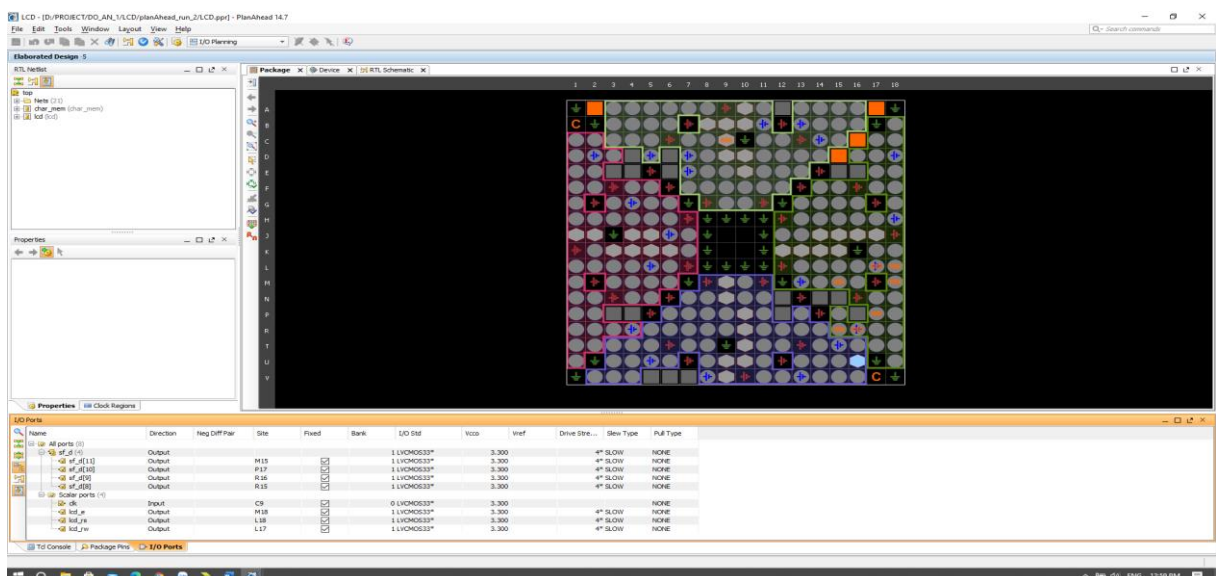 LCD - [D:/PROJECT/DO_AN_1/LCD/planAhead_run_2/LCD.ppr] - PlanAhead 14.7
File Edit Tools Window Layout View Help
Search commands
I/O Planning
Elaborated Design
RTL Netlist
top
Nets (21)
char_mem (char_mem)
lcd (lcd)
Package Device RTL Schematic
1 2 3 4 5 6 7 8 9 10 11 12 13 14 15 16 17 18
A
B C
C
D
E
F
G
H
J
K
L
M
N
P
R
T
U
V C
Properties
Properties Clock Regions
I/O Ports
Name Direction Neg Diff Pair Site Fixed Bank I/O Std Vcco Vref Drive Stre... Slew Type Pull Type
All ports (8)
sf_d (4) Output 1 LVCMOS33* 3.300 4* SLOW NONE
sf_d[11] Output M15 1 LVCMOS33* 3.300 4* SLOW NONE
sf_d[10] Output P17 1 LVCMOS33* 3.300 4* SLOW NONE
sf_d[9] Output R16 1 LVCMOS33* 3.300 4* SLOW NONE
sf_d[8] Output R15 1 LVCMOS33* 3.300 4* SLOW NONE
Scalar ports (4)
clk Input C9 0 LVCMOS33* 3.300 NONE
lcd_e Output M18 1 LVCMOS33* 3.300 4* SLOW NONE
lcd_rs Output L18 1 LVCMOS33* 3.300 4* SLOW NONE
lcd_rw Output L17 1 LVCMOS33* 3.300 4* SLOW NONE
Tcl Console Package Pins I/O Ports
ENG